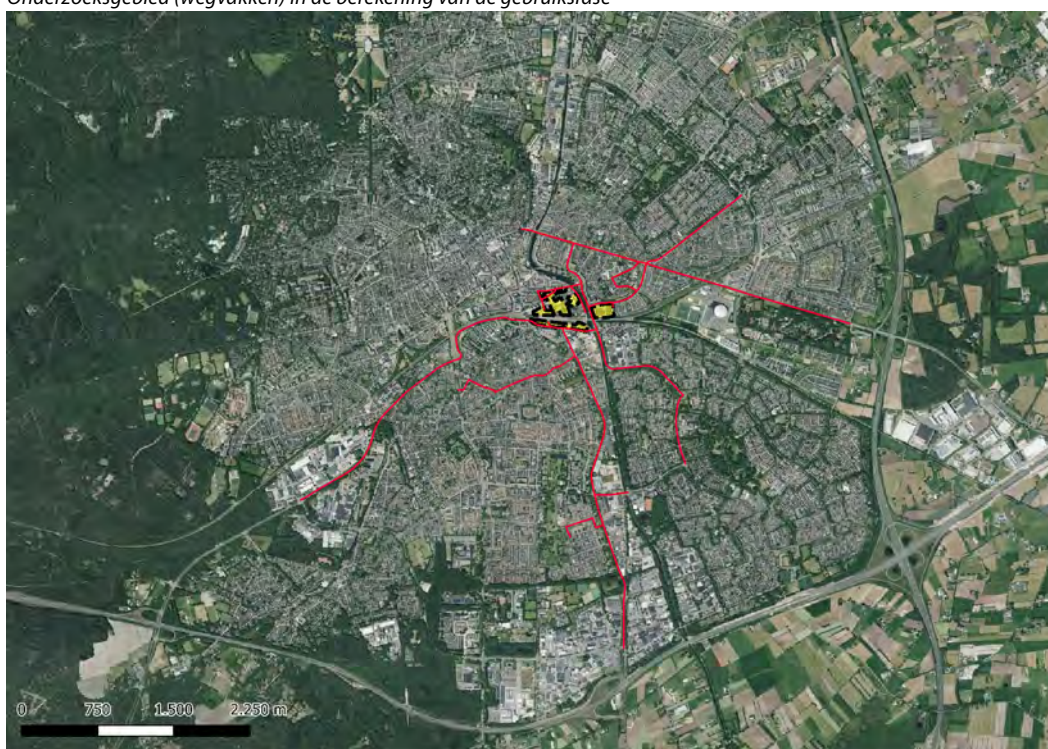 Onderzoeksgebied (wegvakken) in de berekening van de gebruiksfase
0 750 1.500 2.250 m